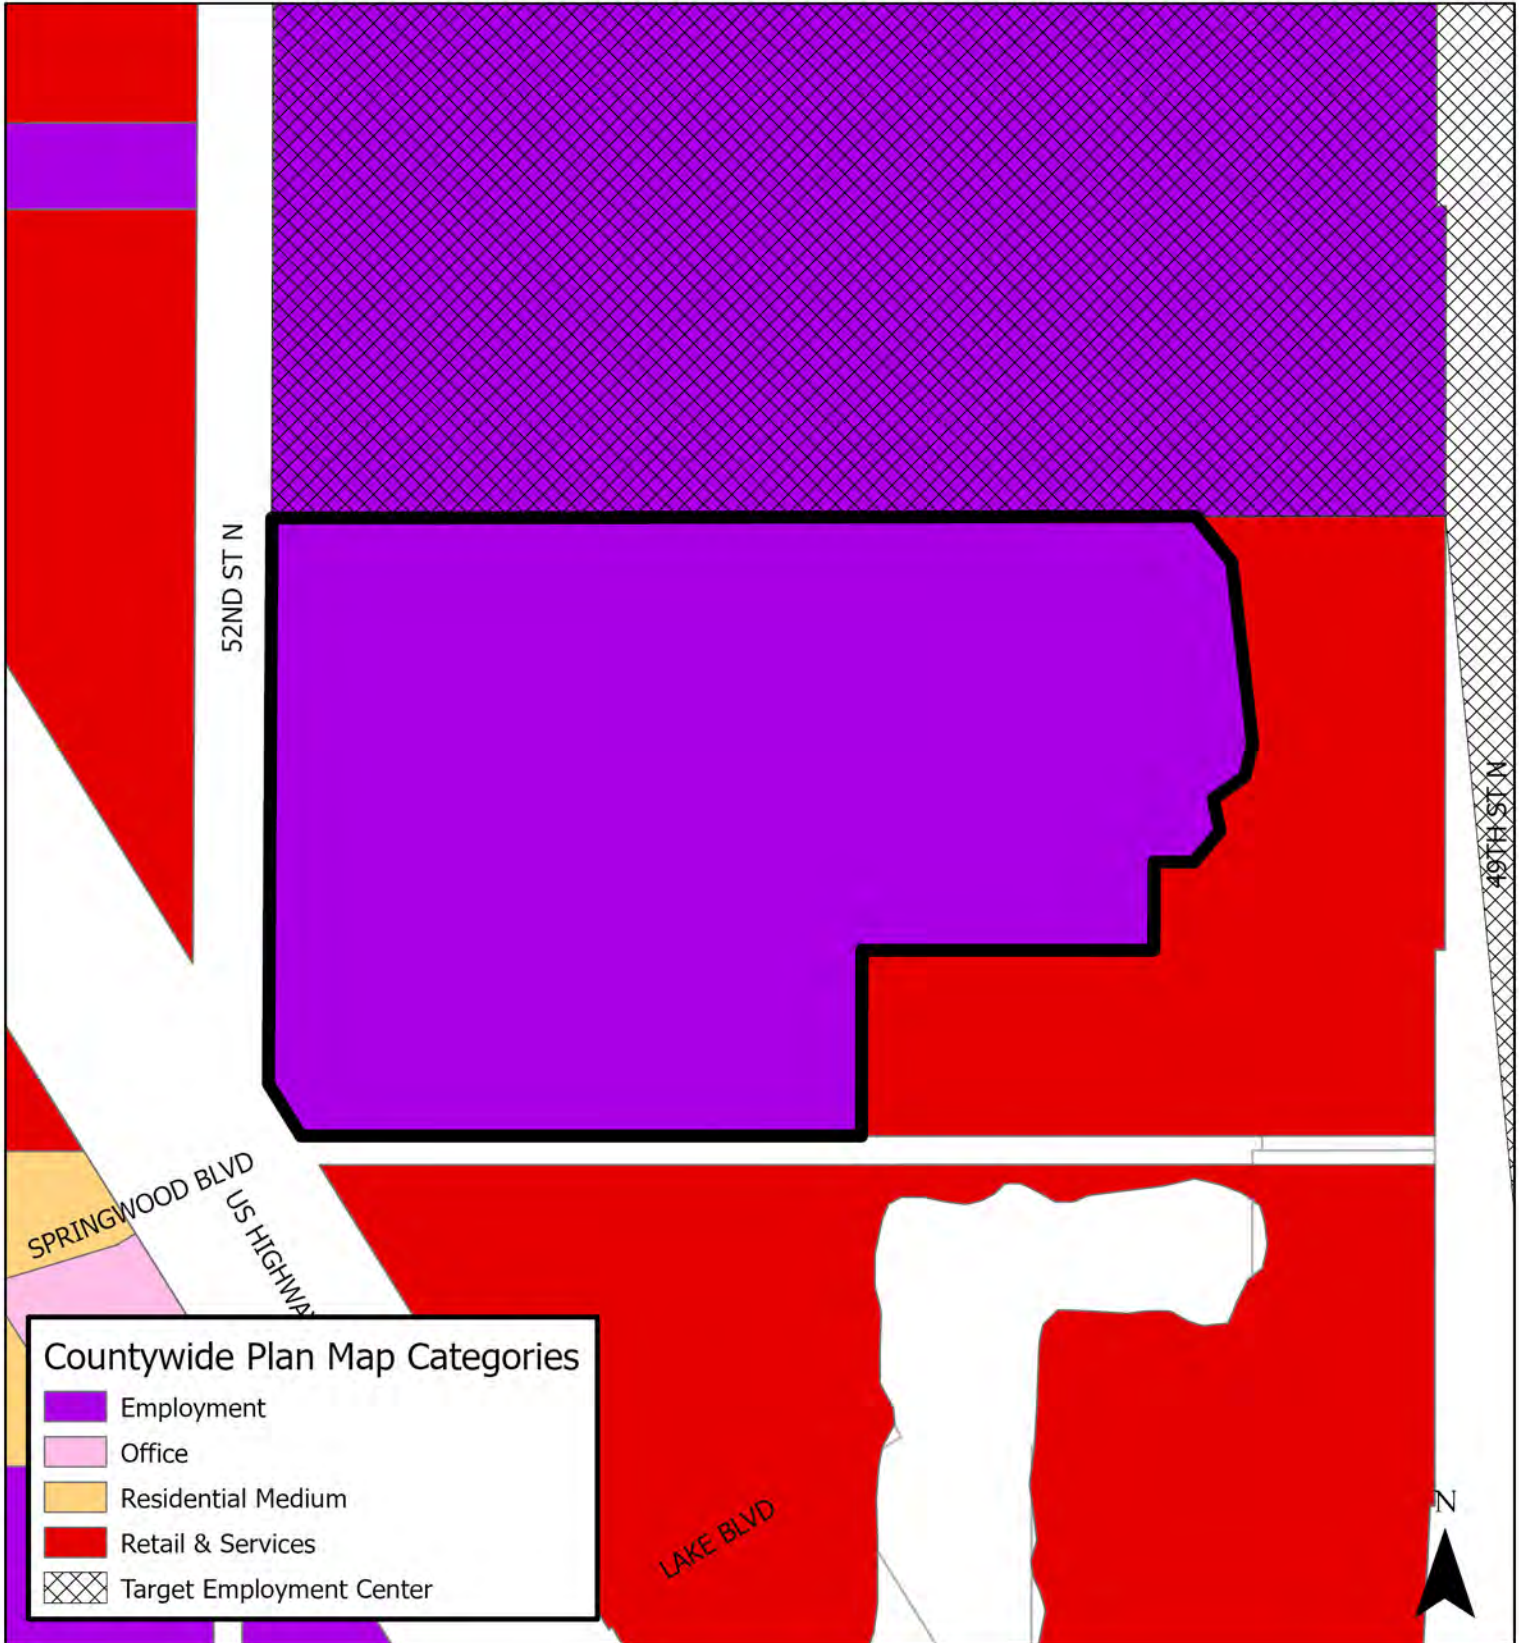 52ND ST N
49TH ST N
SPRINGWOOD BLVD
US HIGHWAY
Countywide Plan Map Categories
Employment
Office
Residential Medium
Retail & Services
Target Employment Center
LAKE BLVD
N